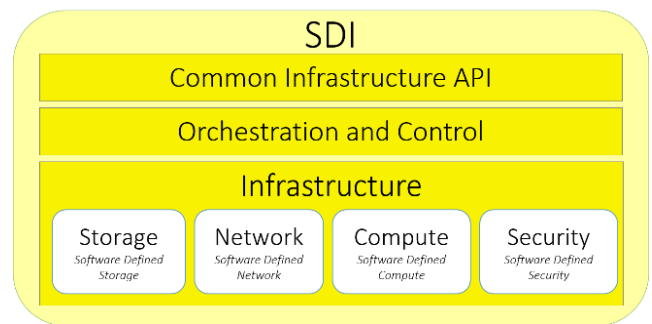 SDI
Common Infrastructure API
Orchestration and Control
Infrastructure
Storage
Software Defined
Storage
Network
Software Defined
Network
Compute
Software Defined
Compute
Security
Software Defined
Security